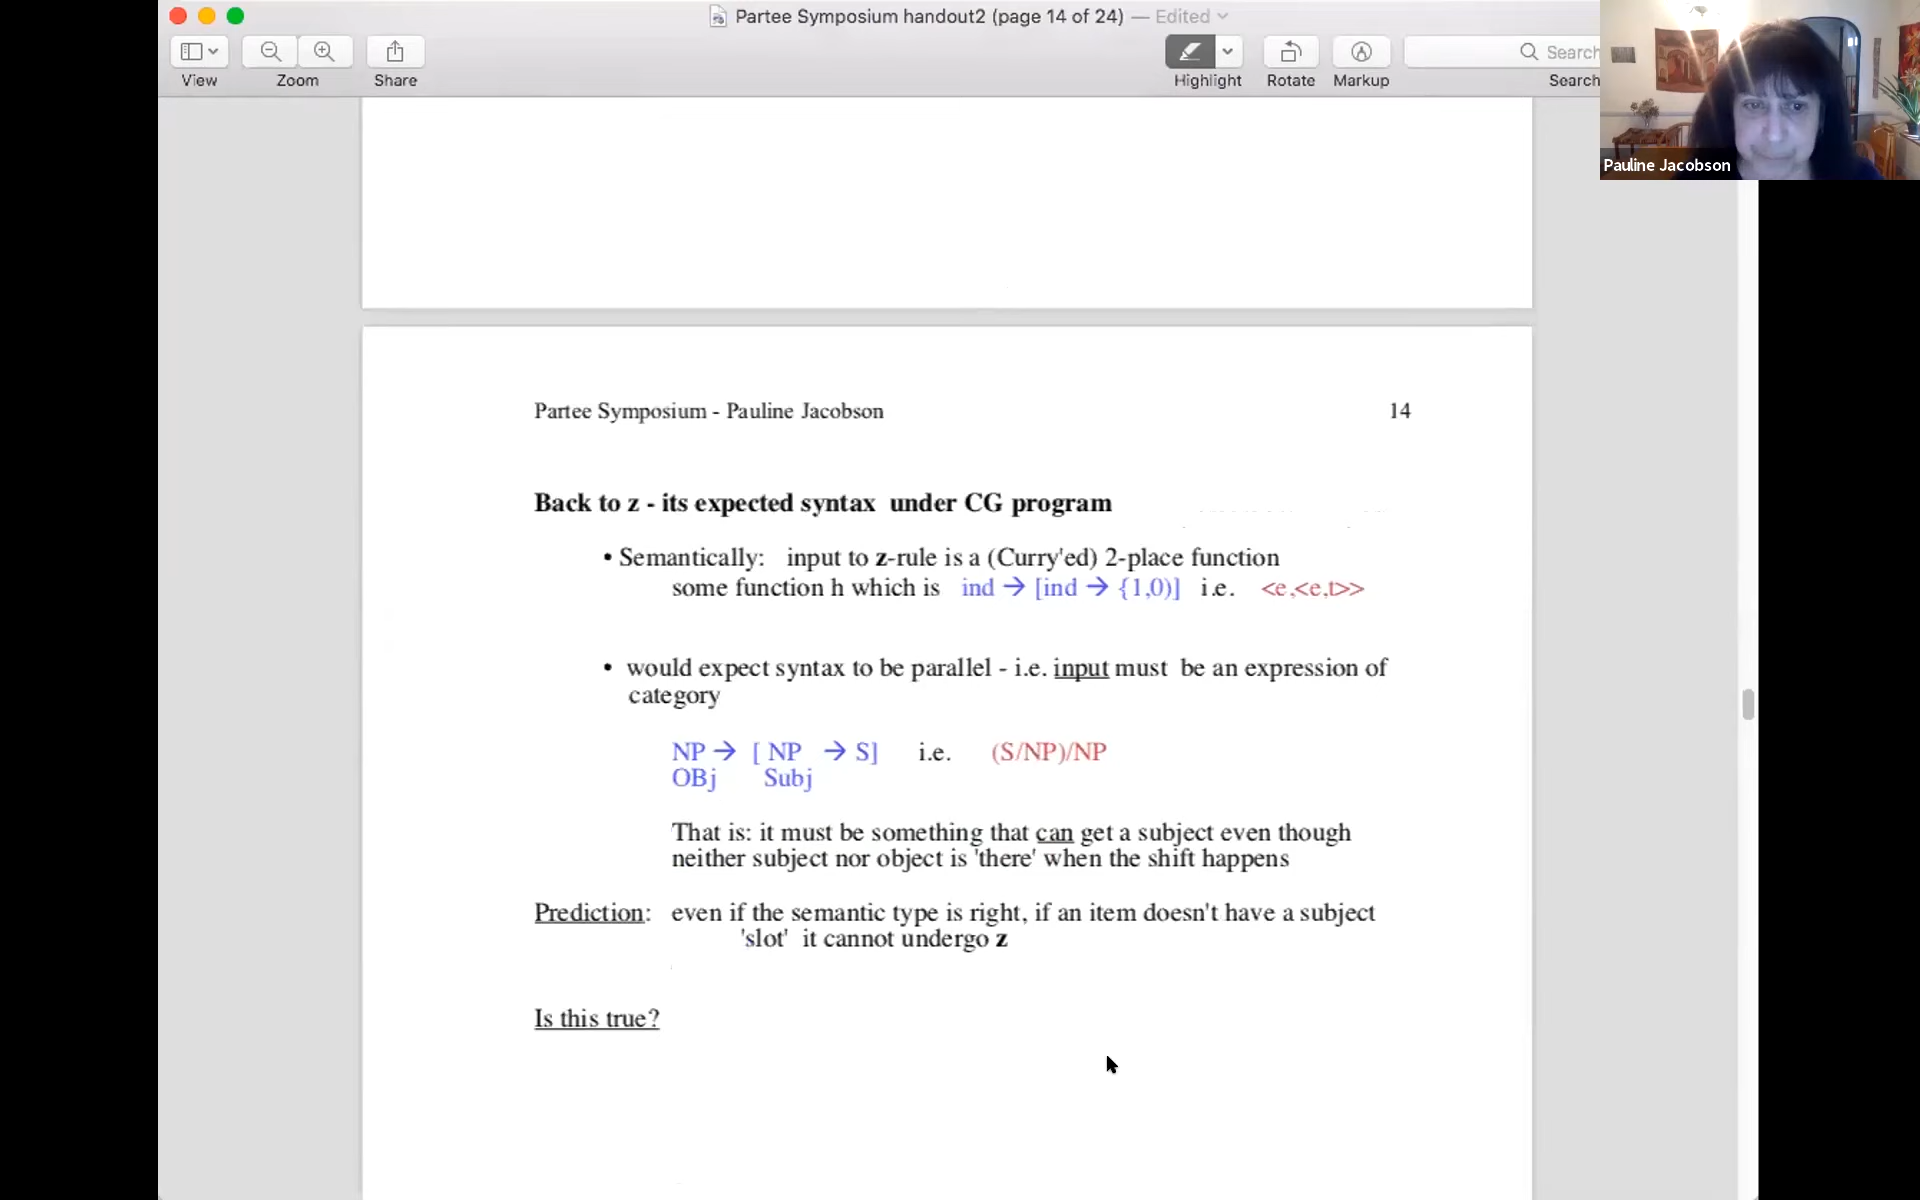 Partee Symposium handout2 (page 14 of 24) — Edited
View
Zoom
Share
Highlight
Rotate
Markup
Search
Search
Pauline Jacobson
Partee Symposium - Pauline Jacobson 14
Back to z - its expected syntax under CG program
• Semantically: input to z-rule is a (Curry'ed) 2-place function
some function h which is ind → [ind → {1,0)] i.e. <e,<e,t>>
• would expect syntax to be parallel - i.e. input must be an expression of
category
NP → [ NP → S] i.e. (S/NP)/NP
OBj Subj
That is: it must be something that can get a subject even though
neither subject nor object is 'there' when the shift happens
Prediction: even if the semantic type is right, if an item doesn't have a subject
'slot' it cannot undergo z
Is this true?